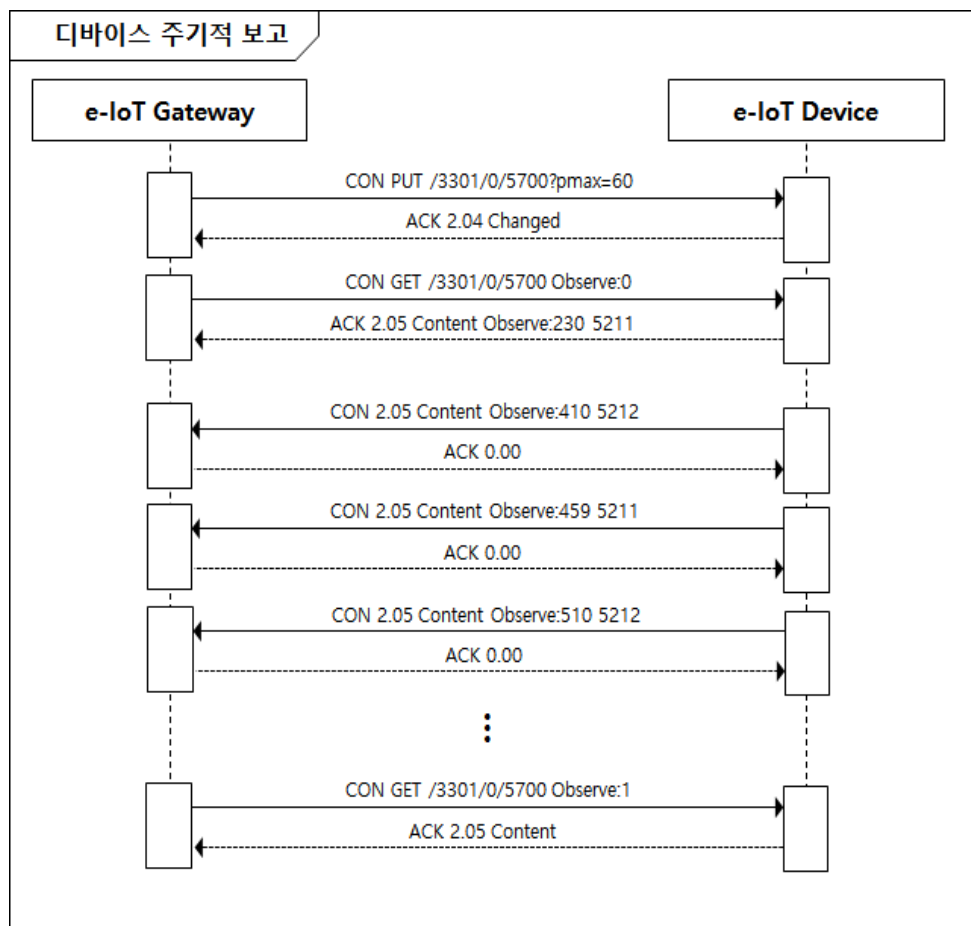 디바이스 주기적 보고
e-IoT Gateway
e-IoT Device
CON PUT /3301/0/5700?pmax=60
ACK 2.04 Changed
CON GET /3301/0/5700 Observe:0
ACK 2.05 Content Observe:230 5211
CON 2.05 Content Observe:410 5212
ACK 0.00
CON 2.05 Content Observe:459 5211
ACK 0.00
CON 2.05 Content Observe:510 5212
ACK 0.00
CON GET /3301/0/5700 Observe:1
ACK 2.05 Content